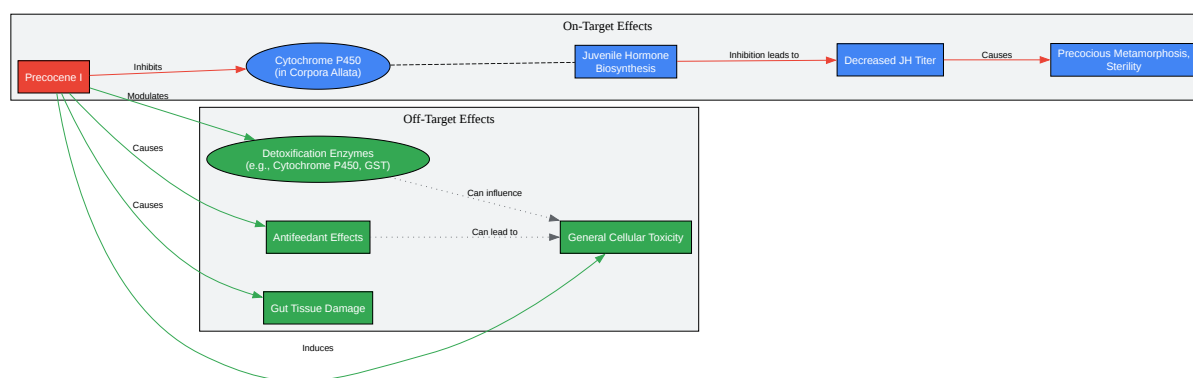 On-Target Effects
Precocene I
Inhibits
Cytochrome P450
(in Corpora Allata)
Juvenile Hormone
Biosynthesis
Inhibition leads to
Decreased JH Titer
Causes
Precocious Metamorphosis,
Sterility
Modulates
Off-Target Effects
Causes
Detoxification Enzymes
(e.g., Cytochrome P450, GST)
Can influence
Causes
Antifeedant Effects
Can lead to
General Cellular Toxicity
Gut Tissue Damage
Induces